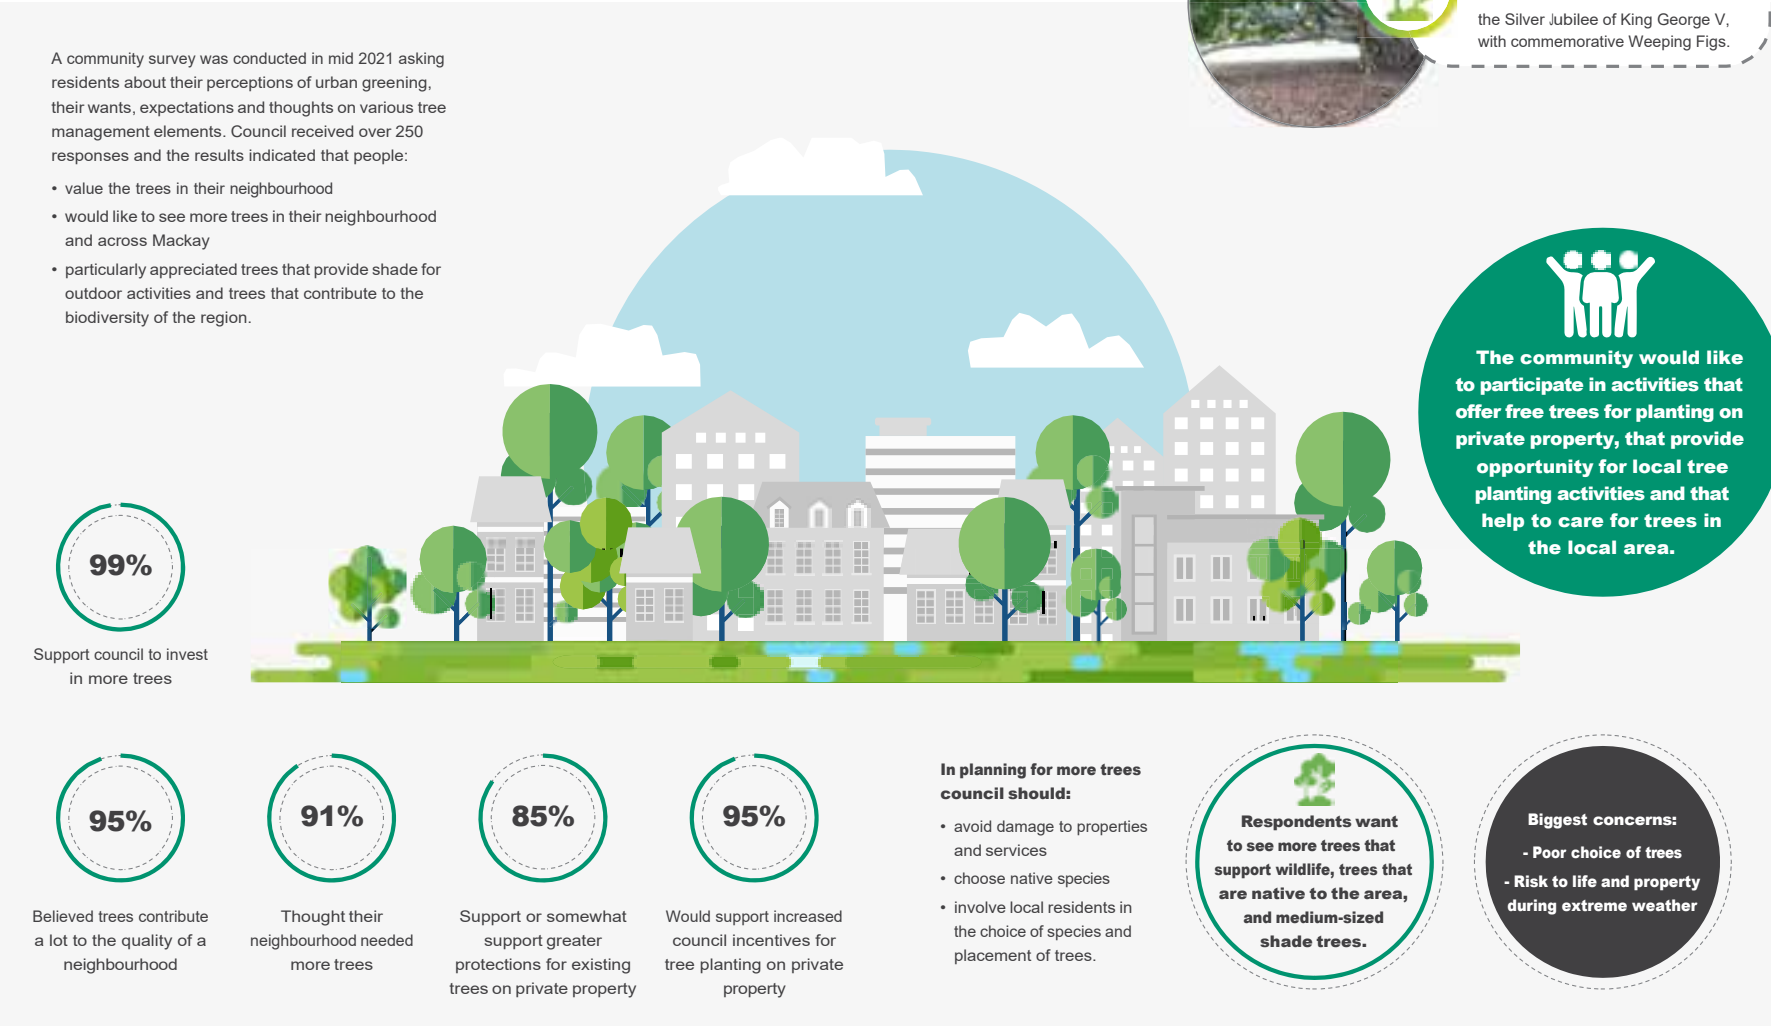 the Silver Jubilee of King George V,
with commemorative Weeping Figs.
A community survey was conducted in mid 2021 asking
residents about their perceptions of urban greening,
their wants, expectations and thoughts on various tree
management elements. Council received over 250
responses and the results indicated that people:
• value the trees in their neighbourhood
• would like to see more trees in their neighbourhood
and across Mackay
• particularly appreciated trees that provide shade for
outdoor activities and trees that contribute to the
biodiversity of the region.
The community would like
to participate in activities that
offer free trees for planting on
private property, that provide
opportunity for local tree
planting activities and that
help to care for trees in
the local area.
99%
Support council to invest
in more trees
95%
Believed trees contribute
a lot to the quality of a
neighbourhood
91%
Thought their
neighbourhood needed
more trees
85%
Support or somewhat
support greater
protections for existing
trees on private property
95%
Would support increased
council incentives for
tree planting on private
property
In planning for more trees
council should:
• avoid damage to properties
and services
• choose native species
• involve local residents in
the choice of species and
placement of trees.
Respondents want
to see more trees that
support wildlife, trees that
are native to the area,
and medium-sized
shade trees.
Biggest concerns:
- Poor choice of trees
- Risk to life and property
during extreme weather